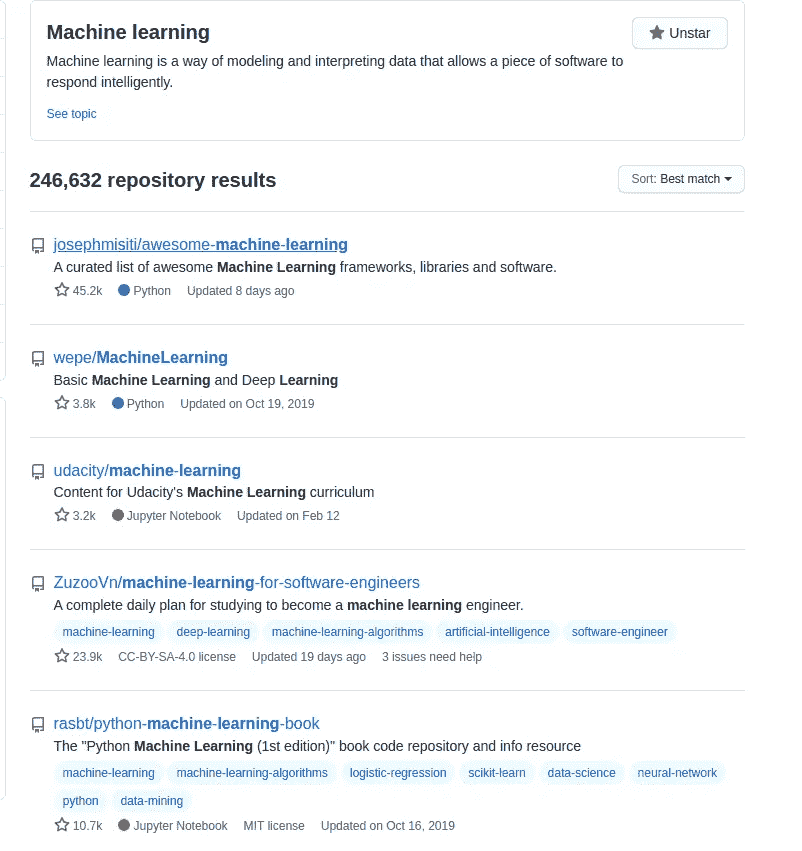 Machine learning
Unstar
Machine learning is a way of modeling and interpreting data that allows a piece of software to
respond intelligently.
See topic
246,632 repository results
Sort: Best match
josephmisiti/awesome-machine-learning
A curated list of awesome Machine Learning frameworks, libraries and software.
45.2k Python Updated 8 days ago
wepe/MachineLearning
Basic Machine Learning and Deep Learning
3.8k Python Updated on Oct 19, 2019
udacity/machine-learning
Content for Udacity's Machine Learning curriculum
3.2k Jupyter Notebook Updated on Feb 12
ZuzooVn/machine-learning-for-software-engineers
A complete daily plan for studying to become a machine learning engineer.
machine-learning deep-learning machine-learning-algorithms artificial-intelligence software-engineer
23.9k CC-BY-SA-4.0 license Updated 19 days ago 3 issues need help
rasbt/python-machine-learning-book
The "Python Machine Learning (1st edition)" book code repository and info resource
machine-learning machine-learning-algorithms logistic-regression scikit-learn data-science neural-network
python data-mining
10.7k Jupyter Notebook MIT license Updated on Oct 16, 2019